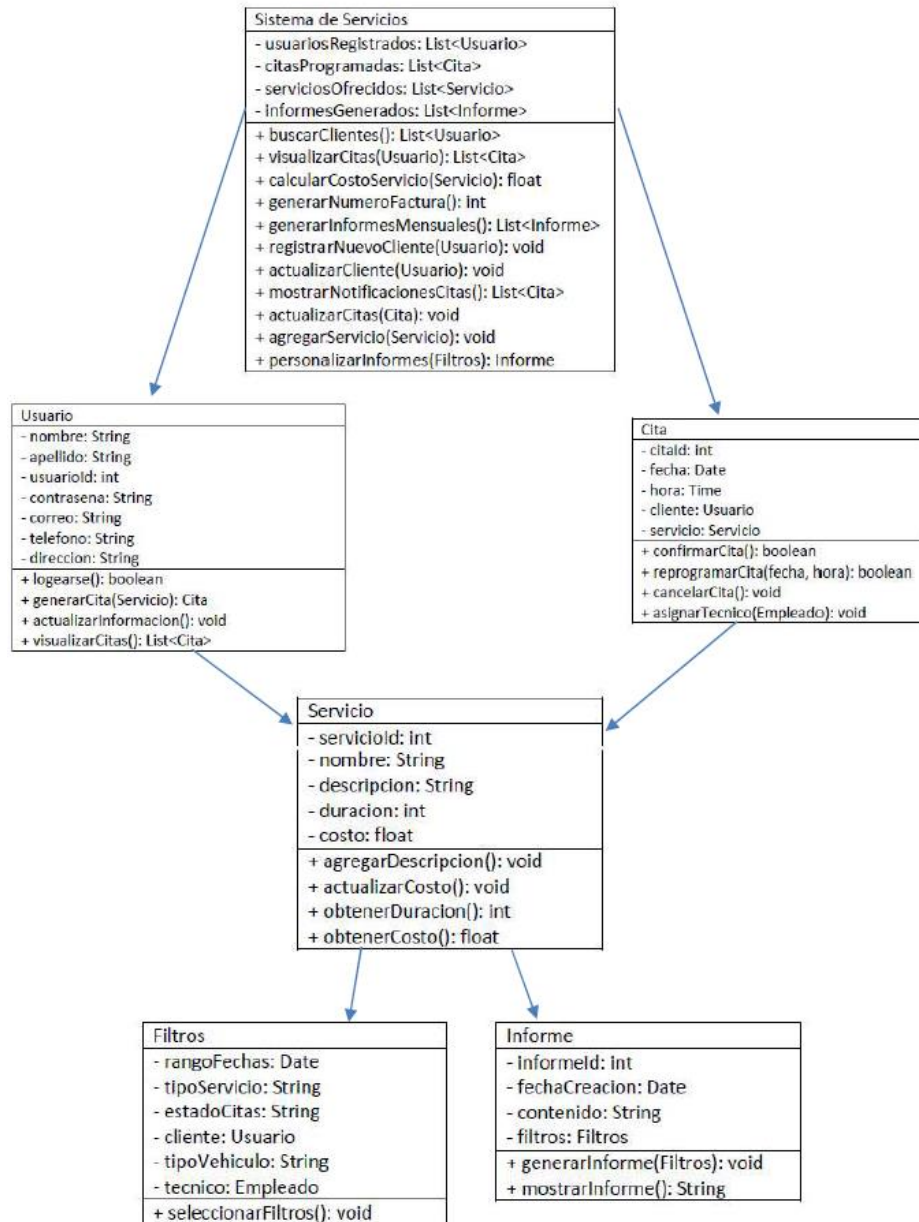 Sistema de Servicios
- usuariosRegistrados: List<Usuario>
- citasProgramadas: List<Cita>
- serviciosOfrecidos: List<Servicio>
- informesGenerados: List<Informe>
+ buscarClientes(): List<Usuario>
+ visualizarCitas(Usuario): List<Cita>
+ calcularCostoServicio(Servicio): float
+ generarNumeroFactura(): int
+ generarInformesMensuales(): List<Informe>
+ registrarNuevoCliente(Usuario): void
+ actualizarCliente(Usuario): void
+ mostrarNotificacionesCitas(): List<Cita>
+ actualizarCitas(Cita): void
+ agregarServicio(Servicio): void
+ personalizarInformes(Filtros): Informe
Usuario
- nombre: String
- apellido: String
- usuarioId: int
- contrasena: String
- correo: String
- telefono: String
- direccion: String
+ logearse(): boolean
+ generarCita(Servicio): Cita
+ actualizarInformacion(): void
+ visualizarCitas(): List<Cita>
Cita
- citaId: int
- fecha: Date
- hora: Time
- cliente: Usuario
- servicio: Servicio
+ confirmarCita(): boolean
+ reprogramarCita(fecha, hora): boolean
+ cancelarCita(): void
+ asignarTecnico(Empleado): void
Servicio
- servicioId: int
- nombre: String
- descripcion: String
- duracion: int
- costo: float
+ agregarDescripcion(): void
+ actualizarCosto(): void
+ obtenerDuracion(): int
+ obtenerCosto(): float
Filtros
- rangoFechas: Date
- tipoServicio: String
- estadoCitas: String
- cliente: Usuario
- tipoVehiculo: String
- tecnico: Empleado
+ seleccionarFiltros(): void
Informe
- informeId: int
- fechaCreacion: Date
- contenido: String
- filtros: Filtros
+ generarInforme(Filtros): void
+ mostrarInforme(): String